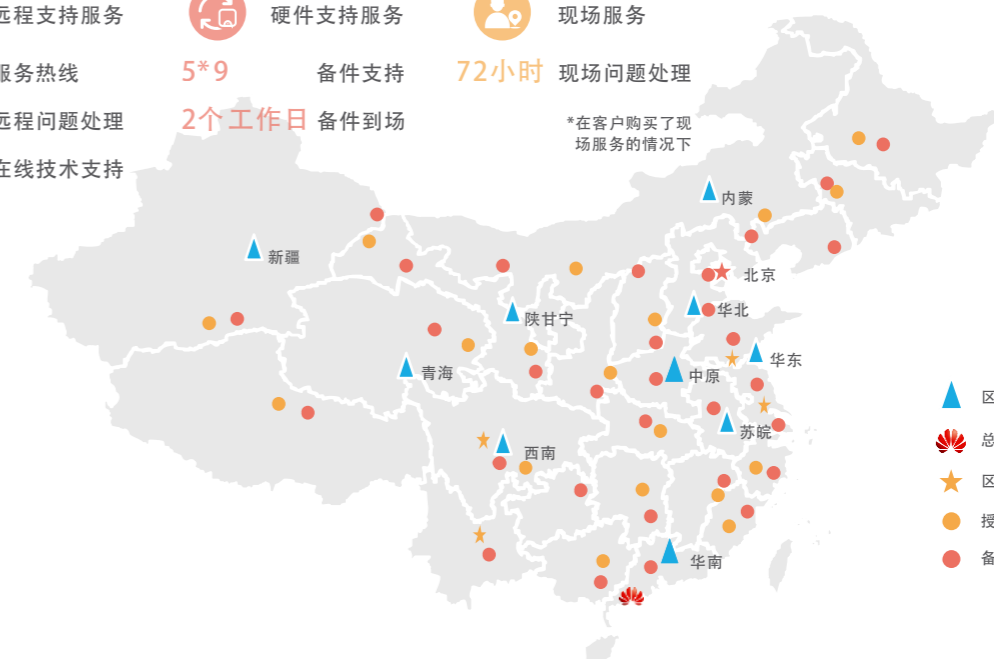 远程支持服务
硬件支持服务
现场服务
服务热线
5*9 备件支持
72小时 现场问题处理
远程问题处理
2个工作日 备件到场
*在客户购买了现
场服务的情况下
在线技术支持
内蒙
新疆
北京
华北
陕甘宁
华东
青海
中原
区
苏皖
总
西南
区
授
华南
备